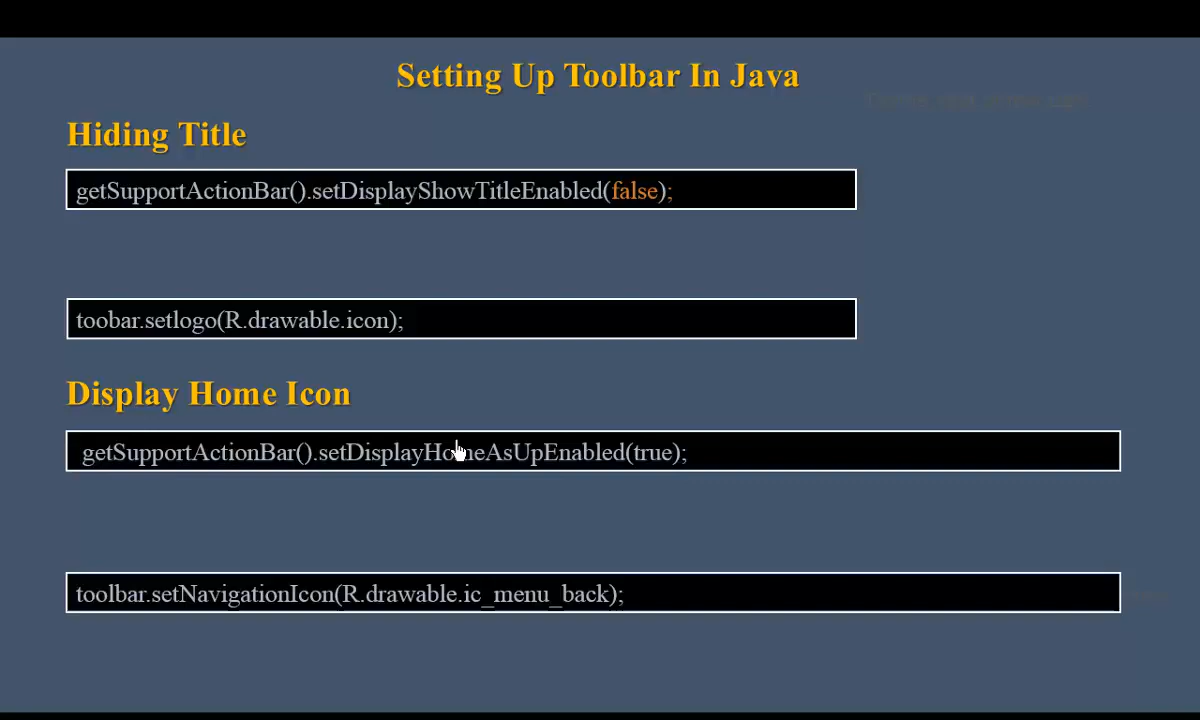 Setting Up Toolbar In Java
Hiding Title
getSupportActionBar().setDisplayShowTitleEnabled(false);
toobar.setlogo(R.drawable.icon);
Display Home Icon
getSupportActionBar().setDisplayHomeAsUpEnabled(true);
toolbar.setNavigationIcon(R.drawable.ic_menu_back);